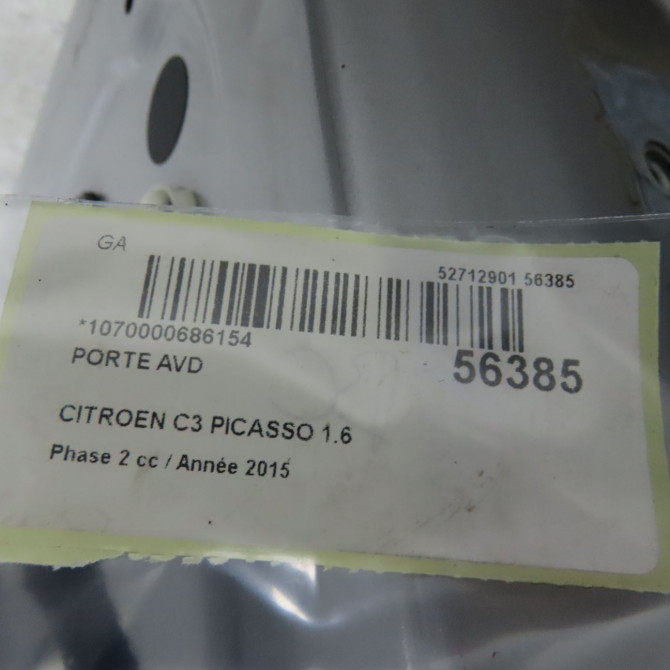 GA
52712901 56385
*1070000686154
56385
PORTE AVD
CITROEN C3 PICASSO 1.6
Phase 2 cc / Année 2015